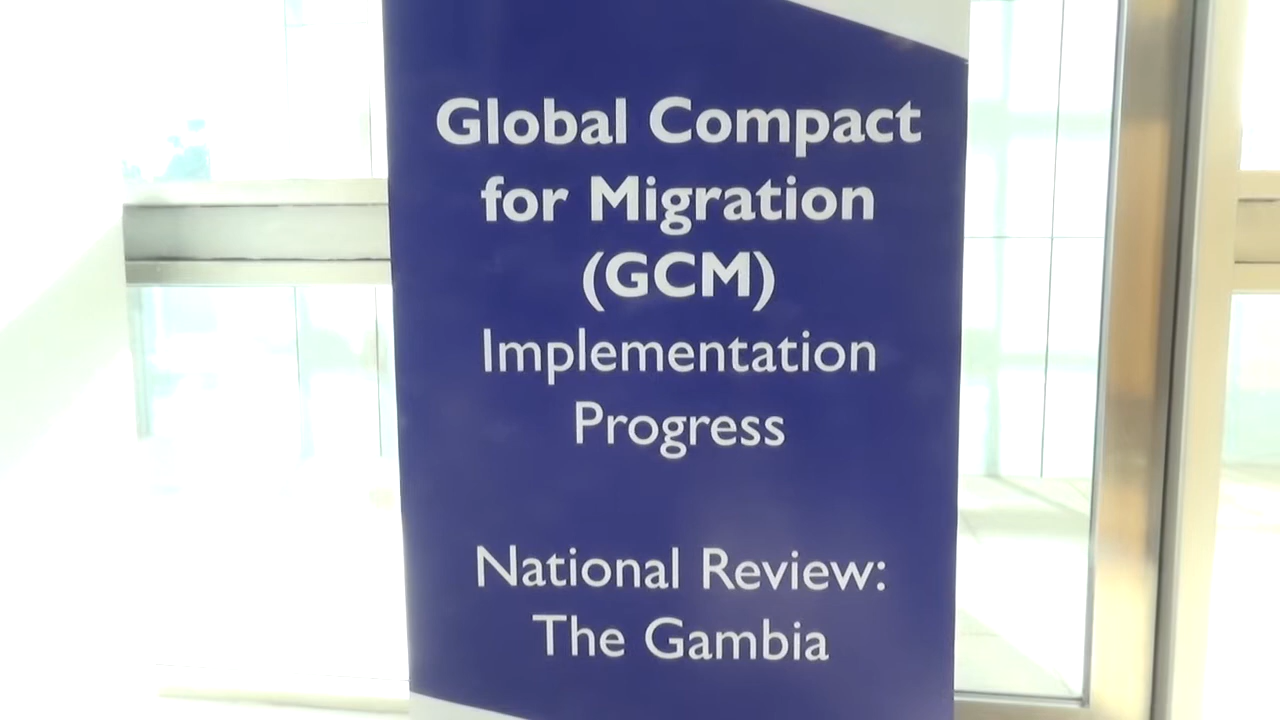 Global Compact
for Migration
(GCM)
Implementation
Progress
National Review:
The Gambia